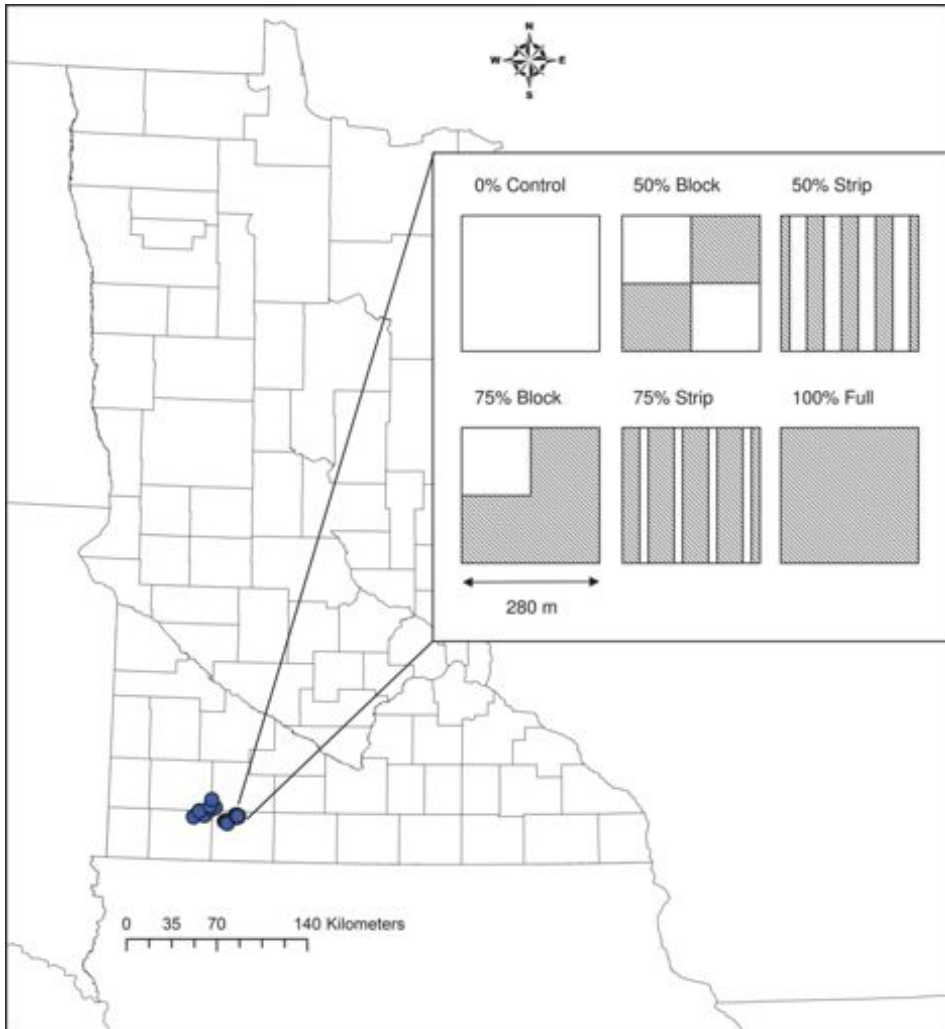 N
W E
S
0% Control 50% Block 50% Strip
75% Block 75% Strip 100% Full
280 m
0 35 70 140 Kilometers